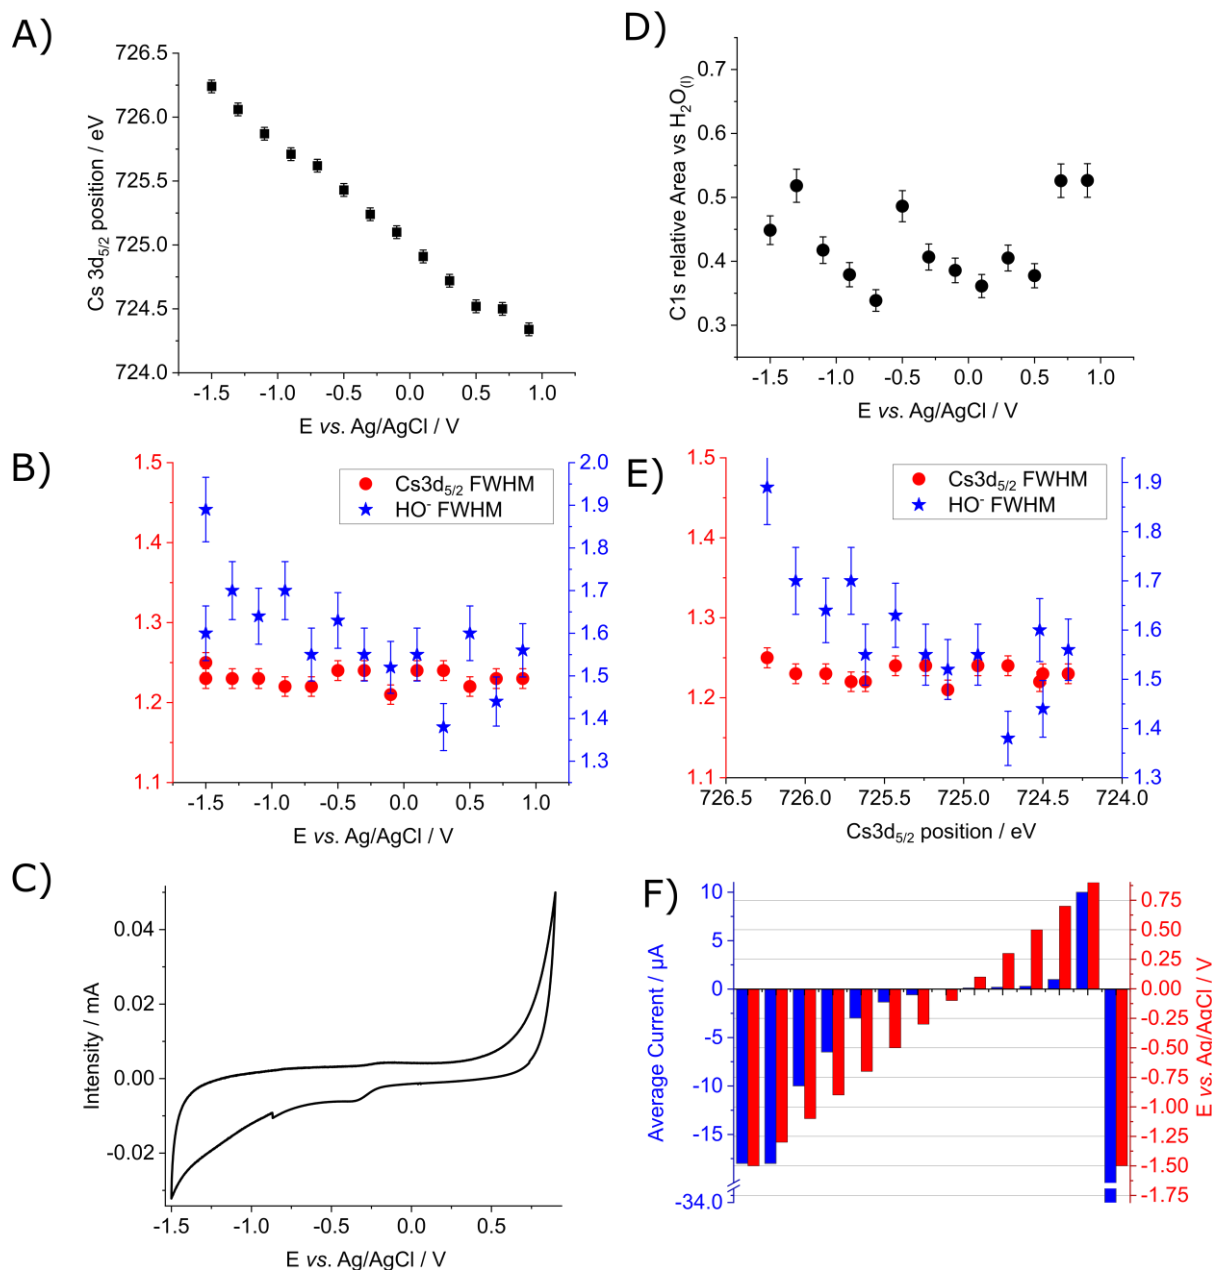 A)
726.5
726.0
725.5
725.0
724.5
724.0
Cs 3d5/2 position / eV
-1.5 -1.0 -0.5 0.0 0.5 1.0
E vs. Ag/AgCl / V
D)
0.7
0.6
0.5
0.4
0.3
C1s relative Area vs H2O(l)
-1.5 -1.0 -0.5 0.0 0.5 1.0
E vs. Ag/AgCl / V
B)
1.5
1.4
1.3
1.2
1.1
Cs3d5/2 FWHM
HO- FWHM
2.0
1.9
1.8
1.7
1.6
1.5
1.4
1.3
-1.5 -1.0 -0.5 0.0 0.5 1.0
E vs. Ag/AgCl / V
E)
1.5
1.4
1.3
1.2
1.1
Cs3d5/2 FWHM
HO- FWHM
1.9
1.8
1.7
1.6
1.5
1.4
1.3
726.5 726.0 725.5 725.0 724.5 724.0
Cs3d5/2 position / eV
C)
0.04
0.02
0.00
-0.02
Intensity / mA
-1.5 -1.0 -0.5 0.0 0.5
E vs. Ag/AgCl / V
F)
10
5
0
-5
-10
-15
-34.0
Average Current / µA
0.75
0.50
0.25
0.00
-0.25
-0.50
-0.75
-1.00
-1.25
-1.50
-1.75
E vs. Ag/AgCl / V